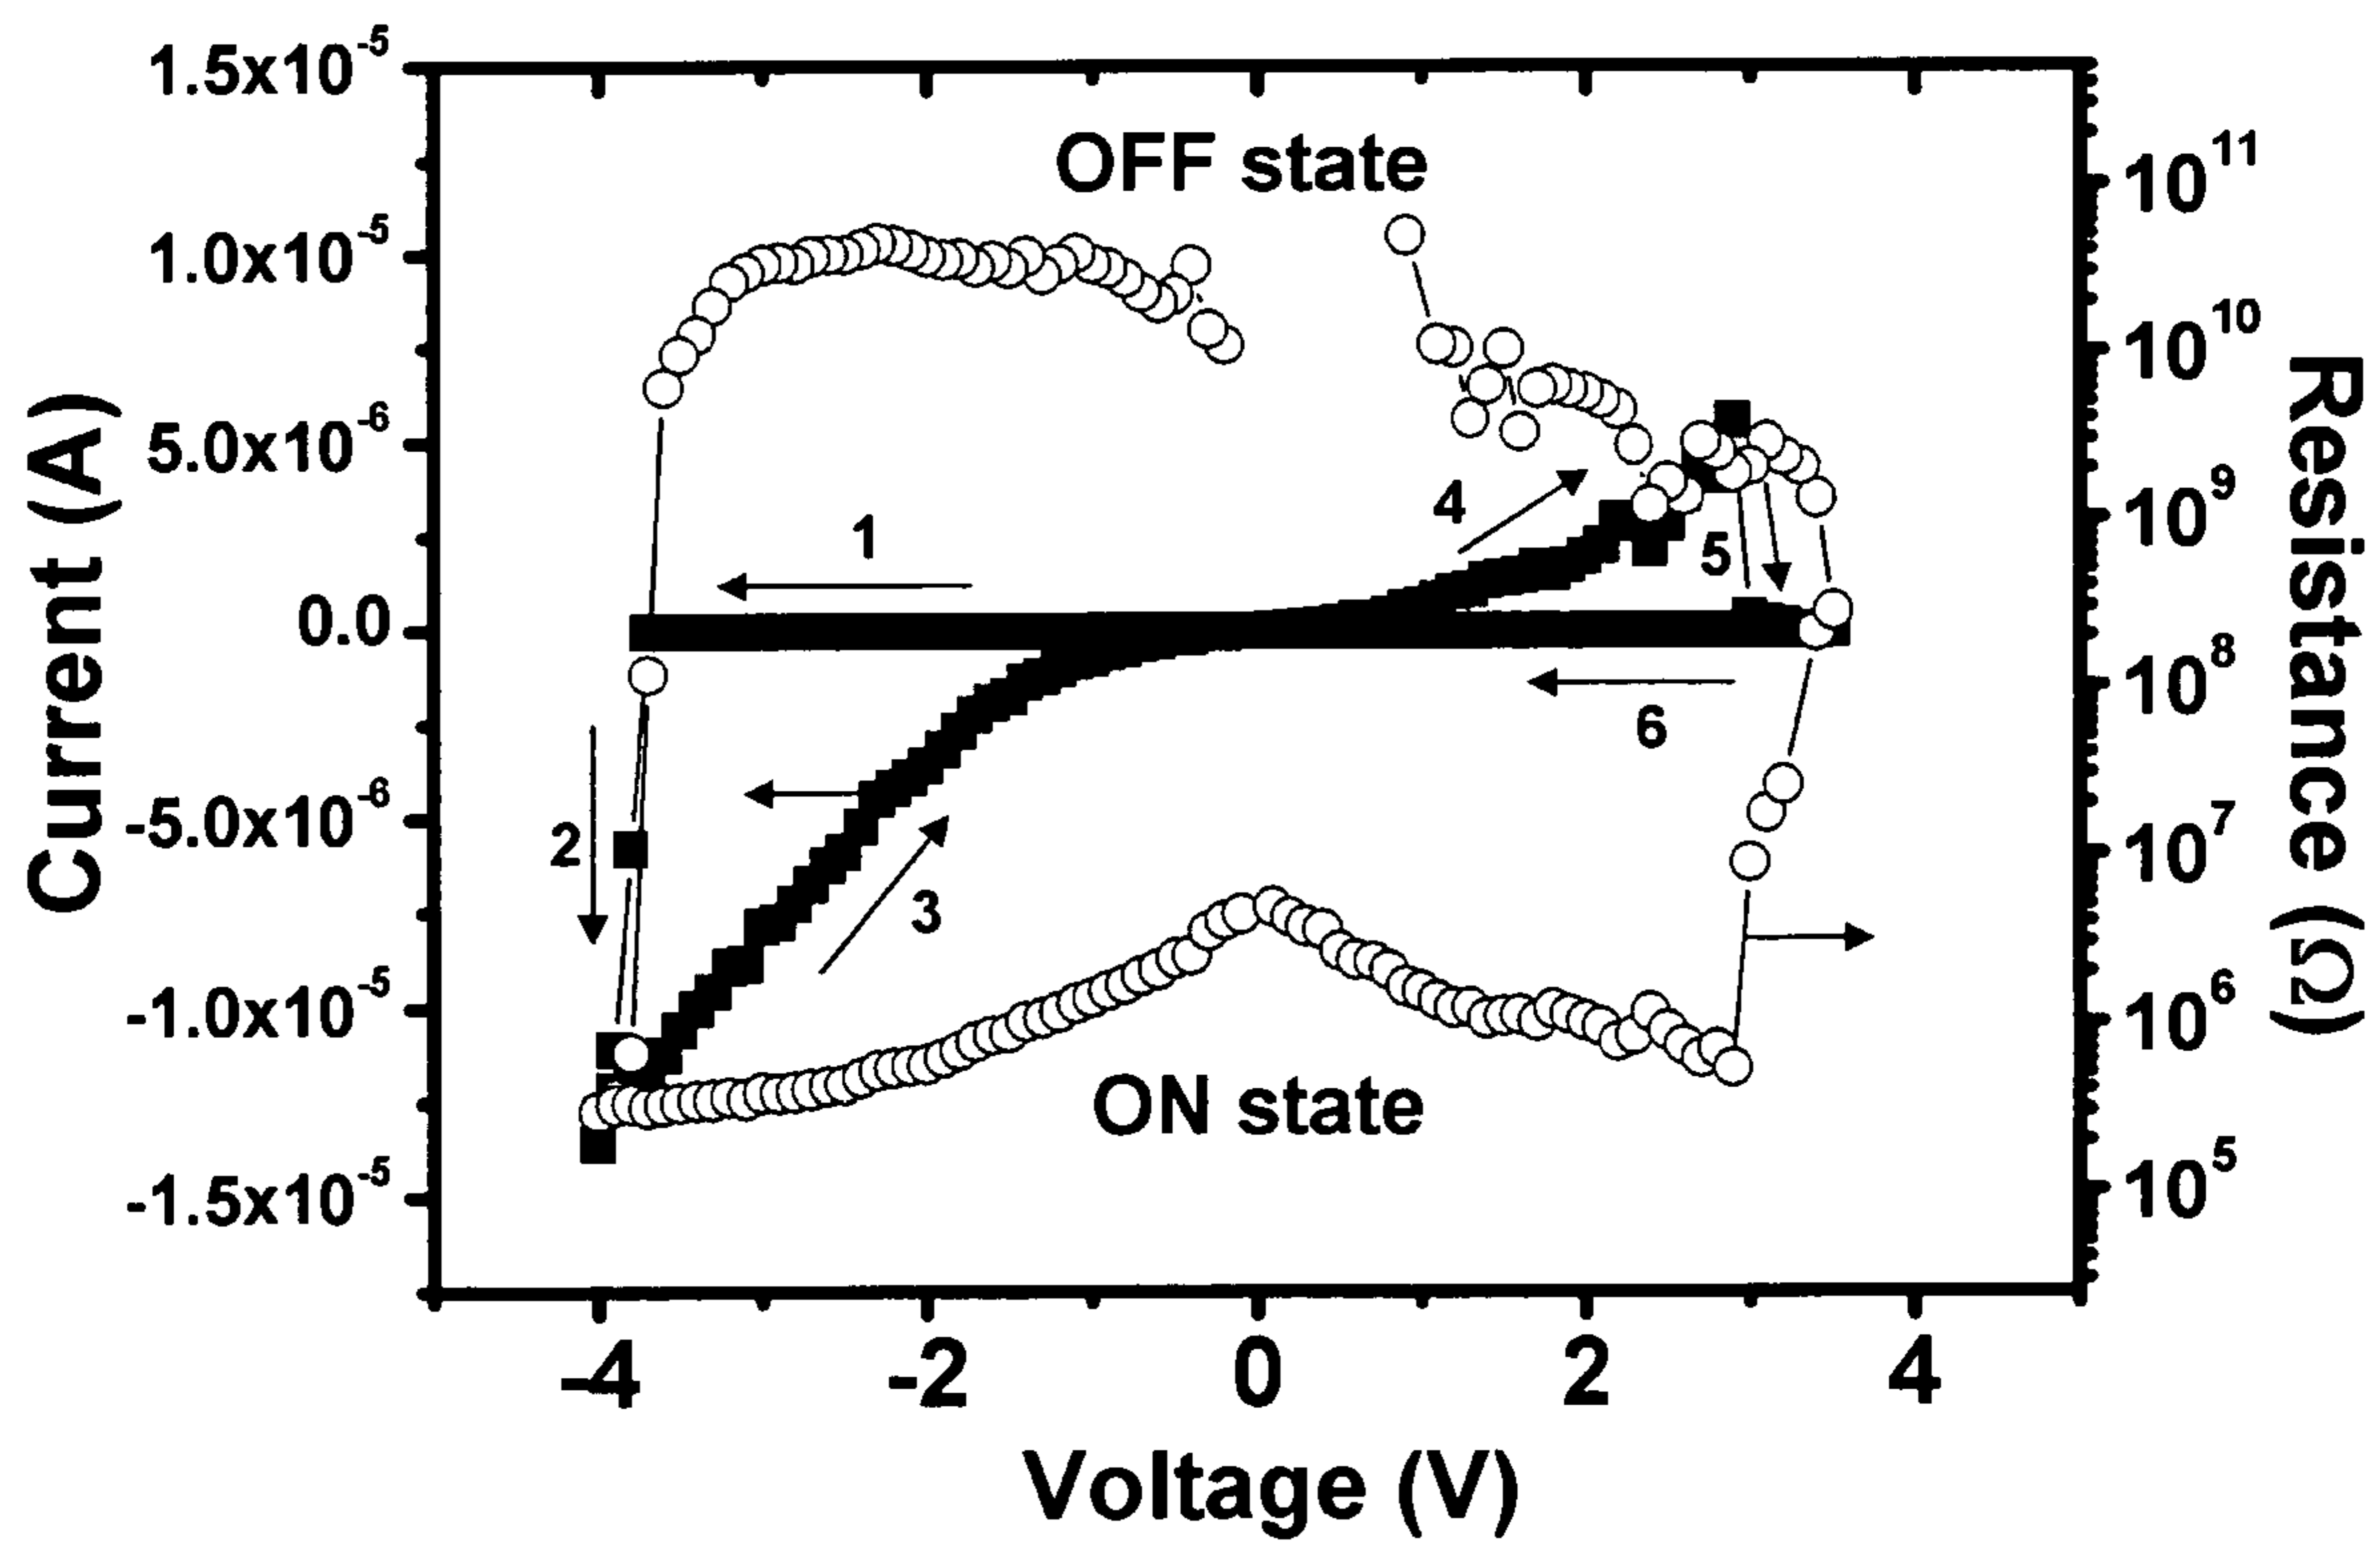 1.5x10^-5
1.0x10^-5
5.0x10^-6
0.0
-5.0x10^-6
-1.0x10^-5
-1.5x10^-5
Current (A)
OFF state
1
4
5
6
2
3
ON state
10^11
10^10
10^9
10^8
10^7
10^6
10^5
Resistance (Ω)
-4 -2 0 2 4
Voltage (V)